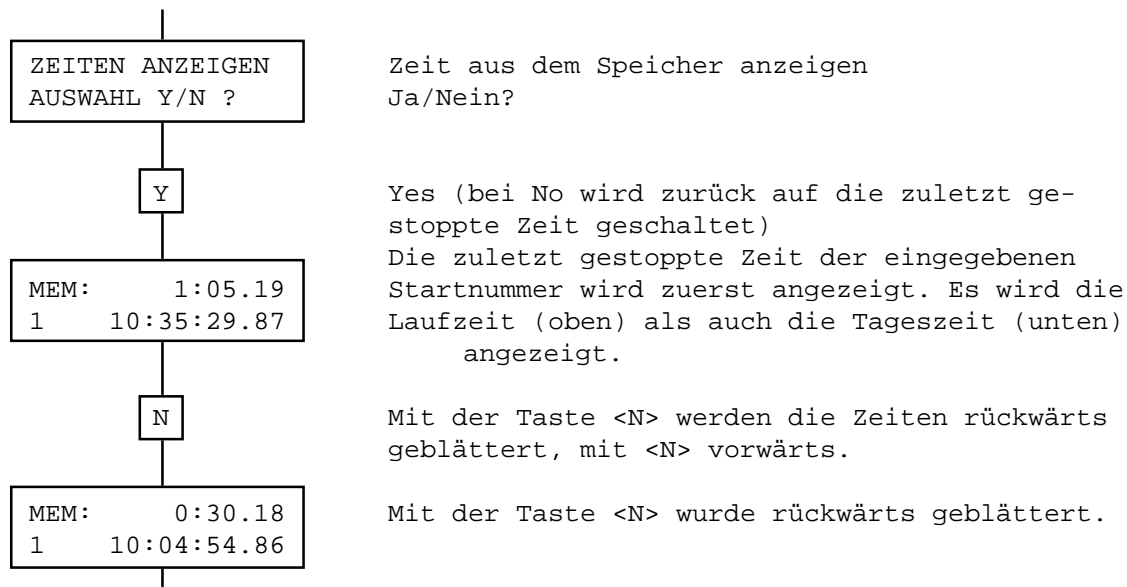 ZEITEN ANZEIGEN
AUSWAHL Y/N ?
Zeit aus dem Speicher anzeigen
Ja/Nein?
Y
Yes (bei No wird zurück auf die zuletzt ge-
stoppte Zeit geschaltet)
Die zuletzt gestoppte Zeit der eingegebenen
Startnummer wird zuerst angezeigt. Es wird die
Laufzeit (oben) als auch die Tageszeit (unten)
angezeigt.
MEM: 1:05.19
1 10:35:29.87
N
Mit der Taste <N> werden die Zeiten rückwärts
geblättert, mit <N> vorwärts.
MEM: 0:30.18
1 10:04:54.86
Mit der Taste <N> wurde rückwärts geblättert.